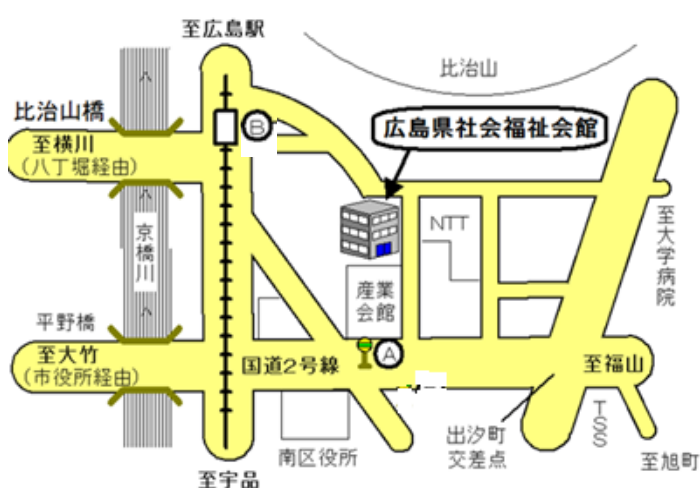 至広島駅
比治山
比治山橋
B
広島県社会福祉会館
至横川
(八丁堀経由)
NTT
至大学病院
京橋川
産業
会館
平野橋
A
至大竹
(市役所経由)
国道2号線
至福山
出汐町
交差点
TSS
南区役所
至旭町
至宇品